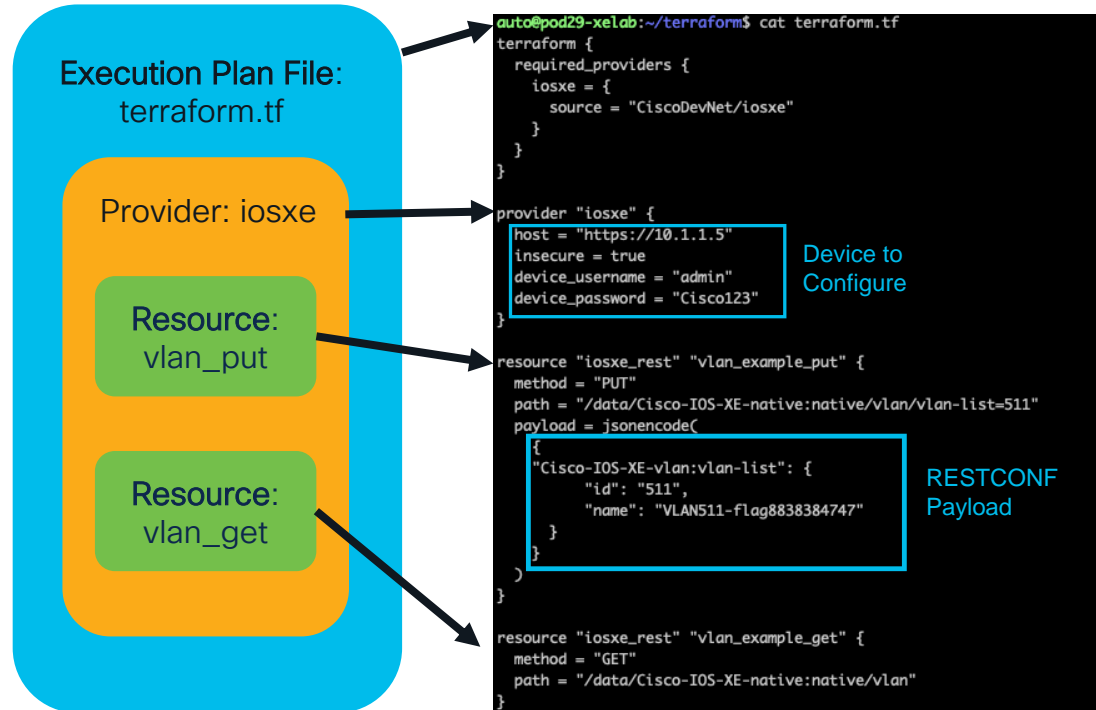 Execution Plan File:
terraform.tf
Provider: iosxe
Resource:
vlan_put
Resource:
vlan_get
auto@pod29-xelab:~/terraform$ cat terraform.tf
terraform {
  required_providers {
    iosxe = {
      source = "CiscoDevNet/iosxe"
    }
  }
}
provider "iosxe" {
  host = "https://10.1.1.5"
  insecure = true
  device_username = "admin"
  device_password = "Cisco123"
}
Device to
Configure
resource "iosxe_rest" "vlan_example_put" {
  method = "PUT"
  path = "/data/Cisco-IOS-XE-native:native/vlan/vlan-list=511"
  payload = jsonencode(
    {
    "Cisco-IOS-XE-vlan:vlan-list": {
         "id": "511",
         "name": "VLAN511-flag8838384747"
      }
    }
  )
}
RESTCONF
Payload
resource "iosxe_rest" "vlan_example_get" {
  method = "GET"
  path = "/data/Cisco-IOS-XE-native:native/vlan"
}